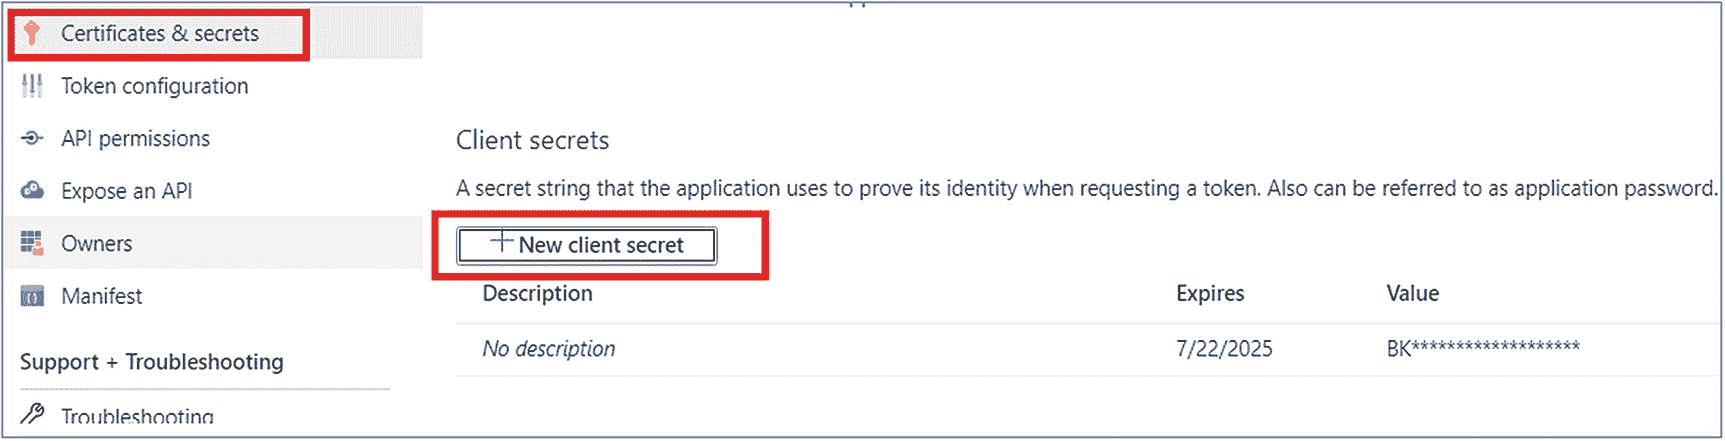 Certificates & secrets
Token configuration
API permissions
Expose an API
Owners
Manifest
Support + Troubleshooting
Troubleshooting
Client secrets
A secret string that the application uses to prove its identity when requesting a token. Also can be referred to as application password.
+ New client secret
Description Expires Value
No description 7/22/2025 BK*******************